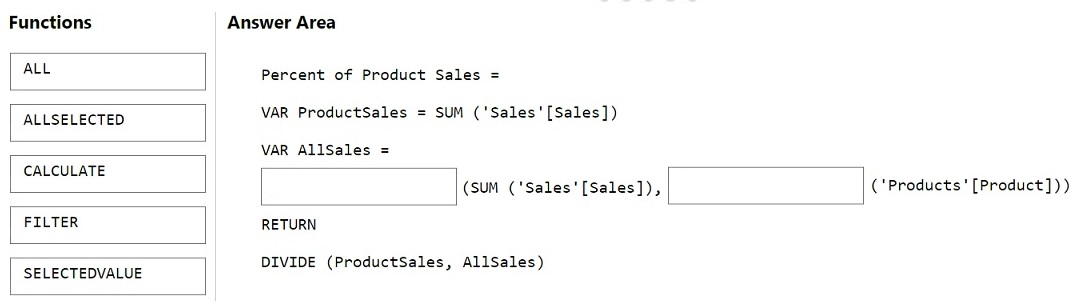 Functions
Answer Area
ALL
ALLSELECTED
CALCULATE
FILTER
SELECTEDVALUE
Percent of Product Sales =
VAR ProductSales = SUM ('Sales'[Sales])
VAR AllSales =
(SUM ('Sales'[Sales]), ('Products'[Product]))
RETURN
DIVIDE (ProductSales, AllSales)